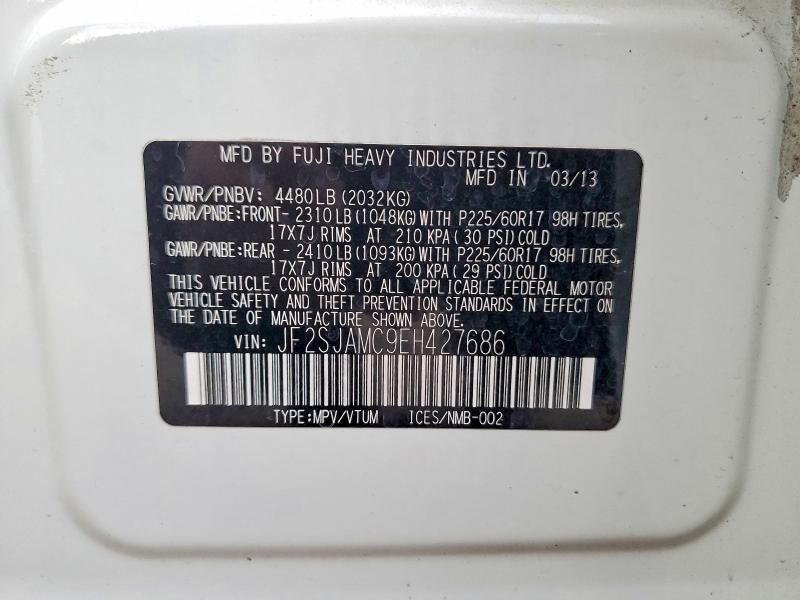 MFD BY FUJI HEAVY INDUSTRIES LTD.
MFD IN 03/13
GVWR/PNBV: 4480LB (2032KG)
GAWR/PNBE:FRONT- 2310LB (1048KG) WITH P225/60R17 98H TIRES,
17X7J RIMS AT 210 KPA ( 30 PSI) COLD
GAWR/PNBE:REAR - 2410LB (1093KG) WITH P225/60R17 98H TIRES,
17X7J RIMS AT 200 KPA ( 29 PSI) COLD
THIS VEHICLE CONFORMS TO ALL APPLICABLE FEDERAL MOTOR
VEHICLE SAFETY AND THEFT PREVENTION STANDARDS IN EFFECT ON
THE DATE OF MANUFACTURE SHOWN ABOVE.
VIN: JF2SJAMC9EH427686
TYPE:MPV/VTUM ICES/NMB-002